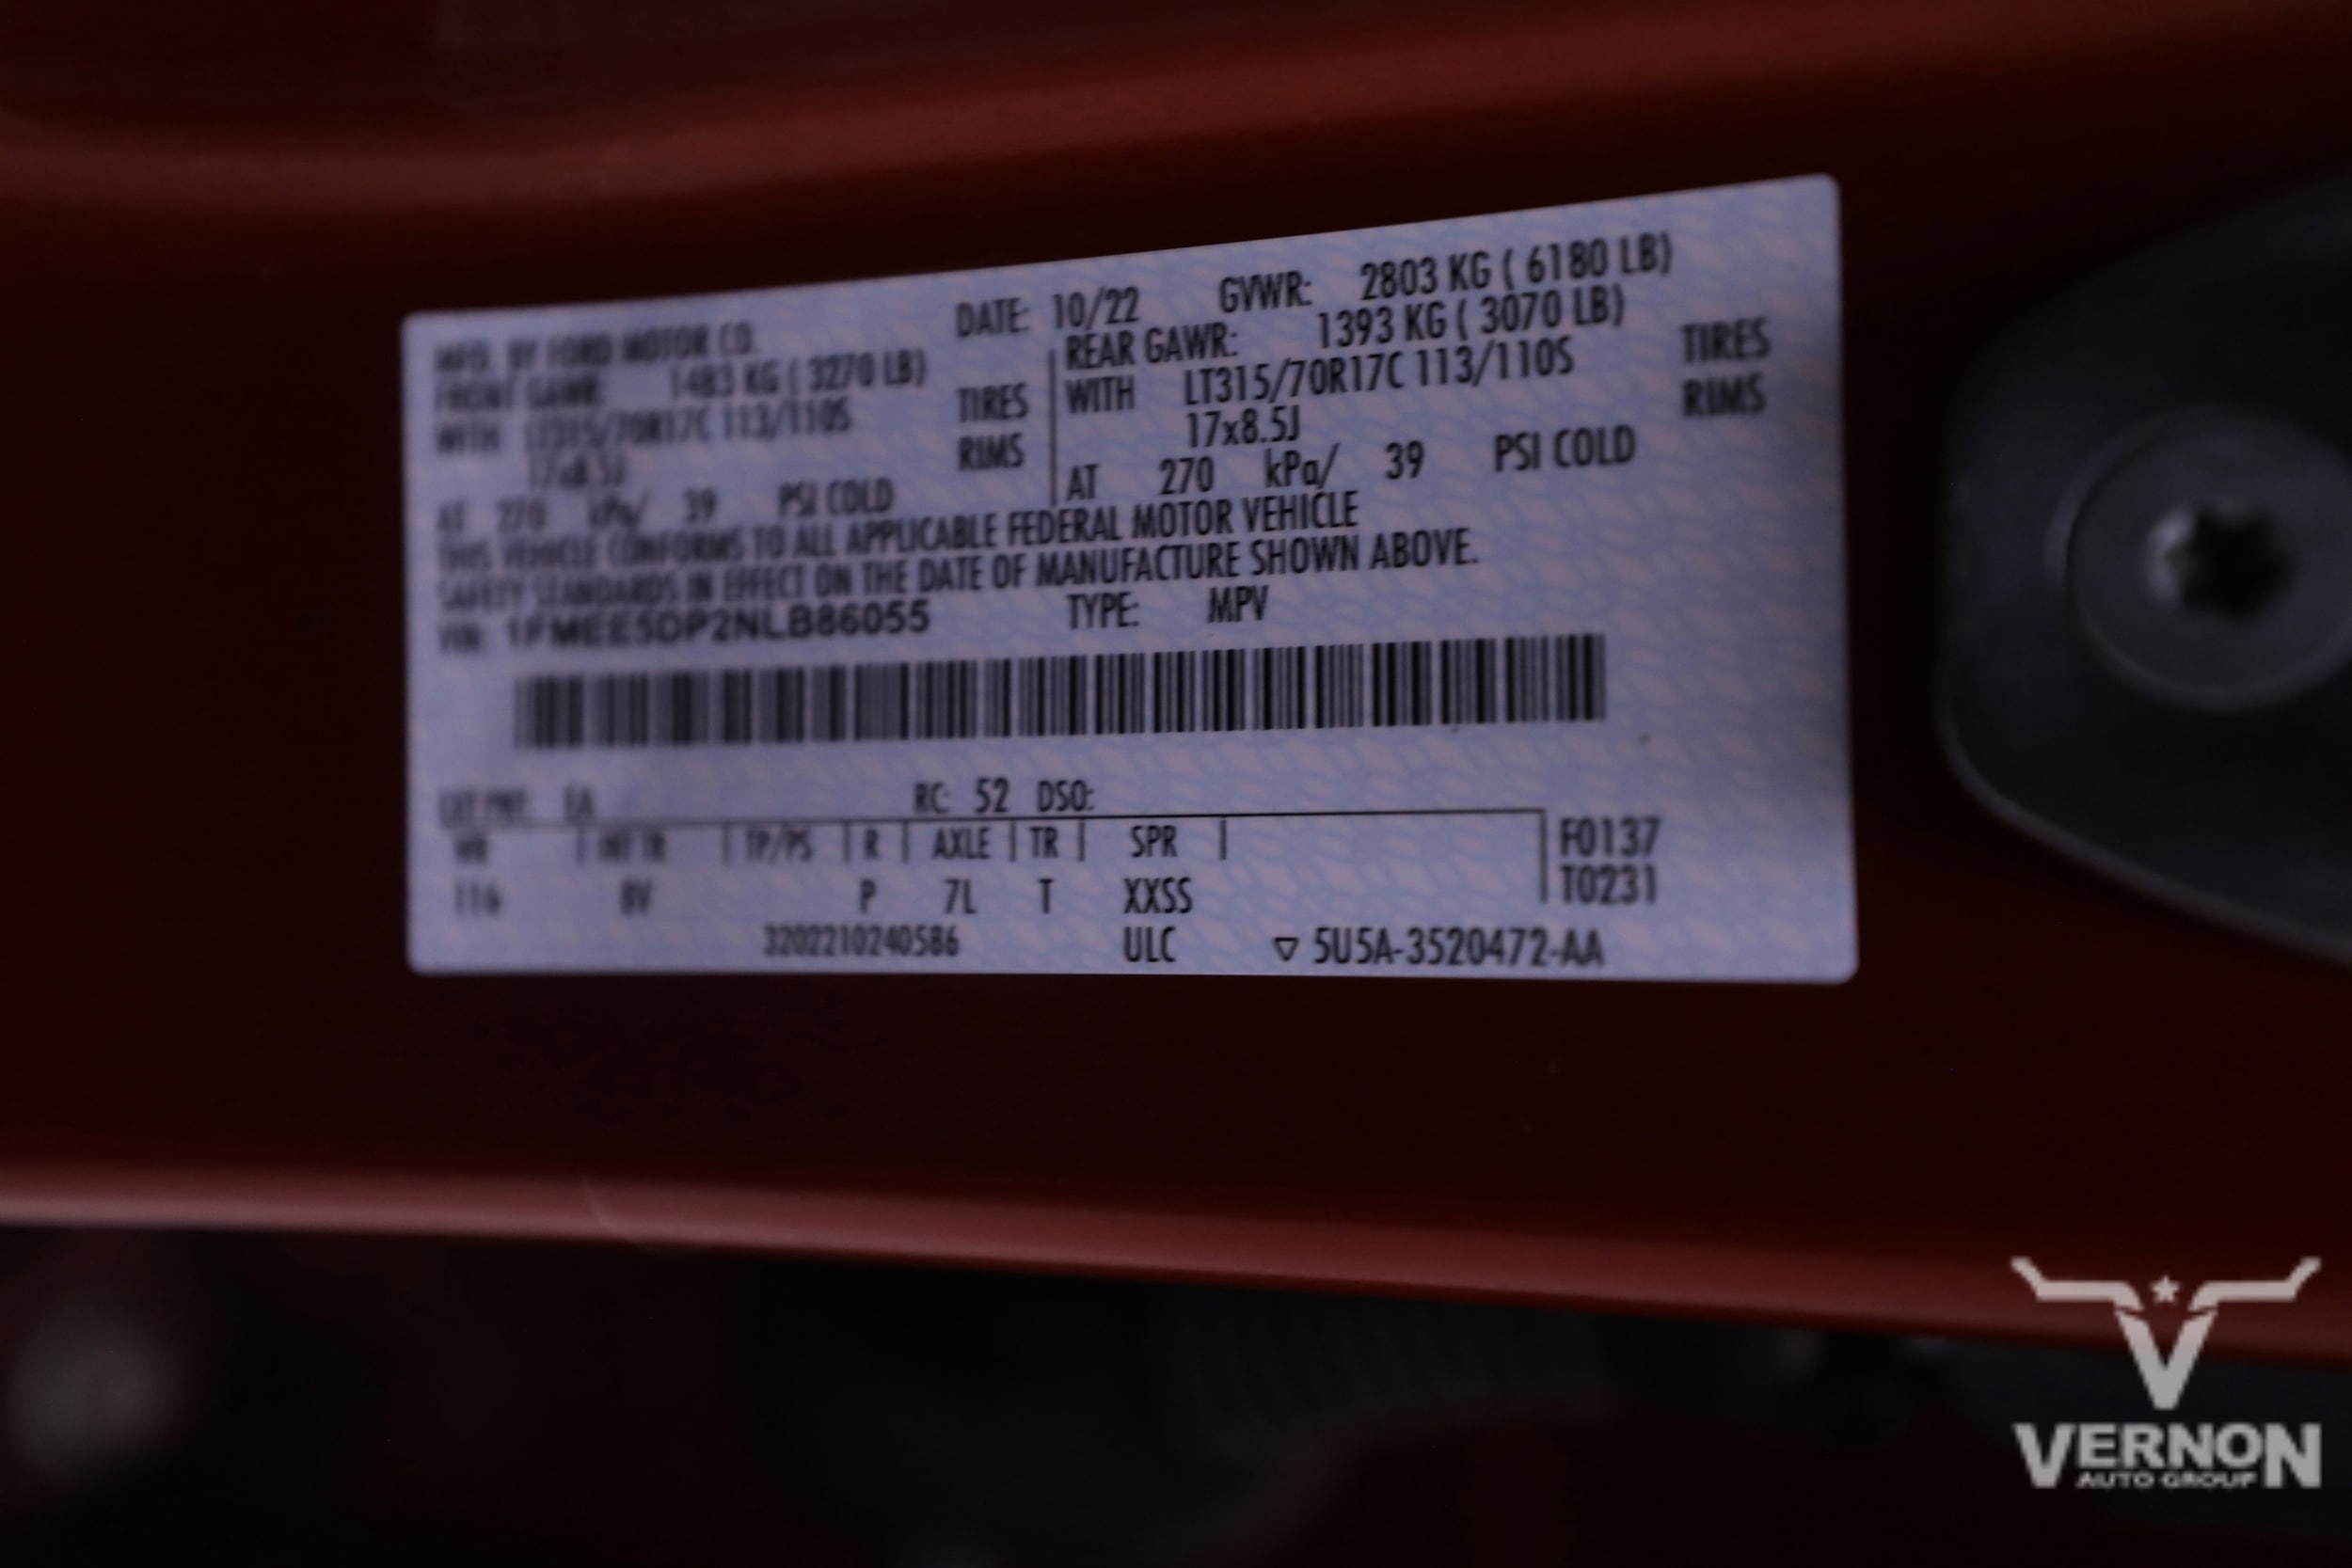 MFD. BY FORD MOTOR CO. DATE: 10/22 GVWR: 2803 KG ( 6180 LB)
FRONT GAWR: 1483 KG ( 3270 LB) REAR GAWR: 1393 KG ( 3070 LB)
WITH LT315/70R17C 113/110S TIRES WITH LT315/70R17C 113/110S TIRES
17x8.5J RIMS 17x8.5J RIMS
AT 270 kPa/ 39 PSI COLD AT 270 kPa/ 39 PSI COLD
THIS VEHICLE CONFORMS TO ALL APPLICABLE FEDERAL MOTOR VEHICLE
SAFETY STANDARDS IN EFFECT ON THE DATE OF MANUFACTURE SHOWN ABOVE.
VIN: 1FMEE5DP2NLB86055 TYPE: MPV
EXT PNT: EA RC: 52 DSO:
WB INT TR TP/PS R AXLE TR SPR F0137
116 8V P 7L T XXSS T0231
3202210240586 ULC ▽ 5U5A-3520472-AA
VERNON
AUTO GROUP